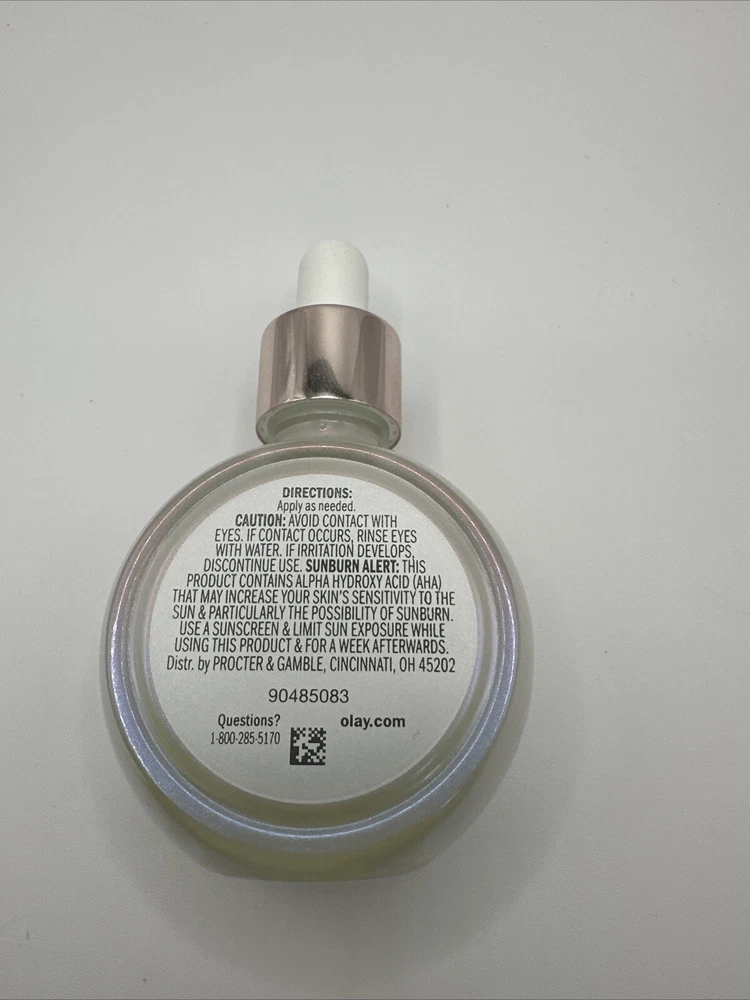 DIRECTIONS:
Apply as needed.
CAUTION: AVOID CONTACT WITH
EYES. IF CONTACT OCCURS, RINSE EYES
WITH WATER. IF IRRITATION DEVELOPS,
DISCONTINUE USE. SUNBURN ALERT: THIS
PRODUCT CONTAINS ALPHA HYDROXY ACID (AHA)
THAT MAY INCREASE YOUR SKIN'S SENSITIVITY TO THE
SUN & PARTICULARLY THE POSSIBILITY OF SUNBURN.
USE A SUNSCREEN & LIMIT SUN EXPOSURE WHILE
USING THIS PRODUCT & FOR A WEEK AFTERWARDS.
Distr. by PROCTER & GAMBLE, CINCINNATI, OH 45202
90485083
Questions? olay.com
1-800-285-5170